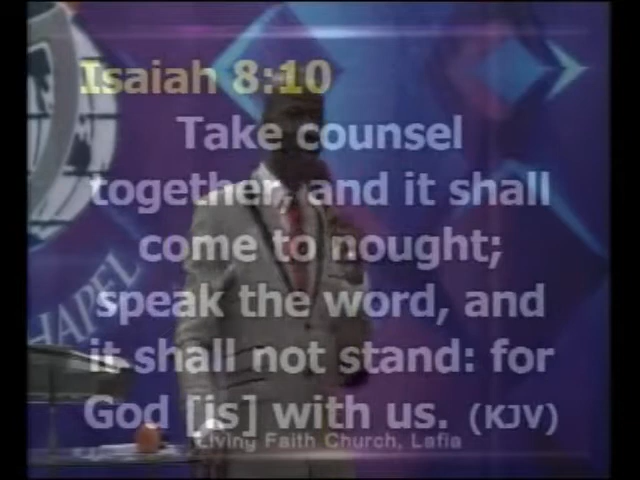 Isaiah 8:10
Take counsel
together, and it shall
come to nought;
speak the word, and
it shall not stand: for
God [is] with us. (KJV)
Living Faith Church, Lafia
HAPEL